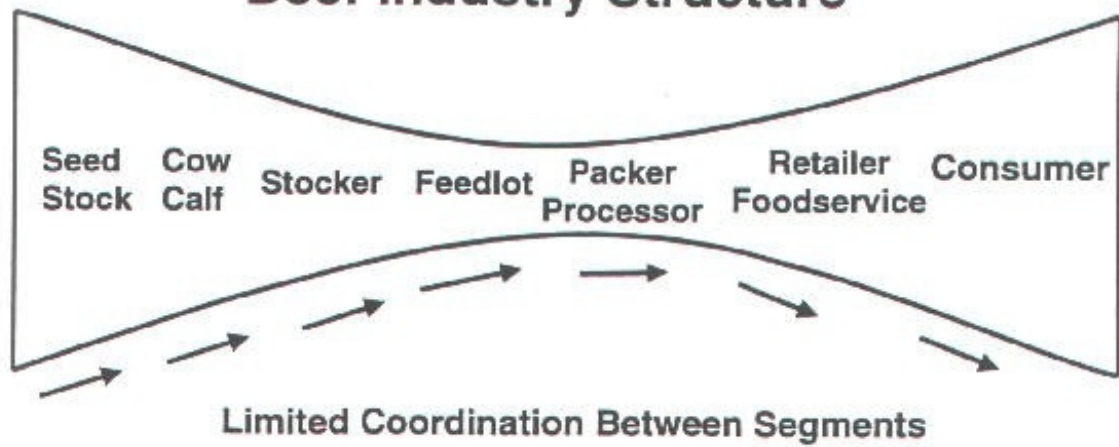 Beef Industry Structure
Seed
Stock
Cow
Calf
Stocker
Feedlot
Packer
Processor
Retailer
Foodservice
Consumer
Limited Coordination Between Segments